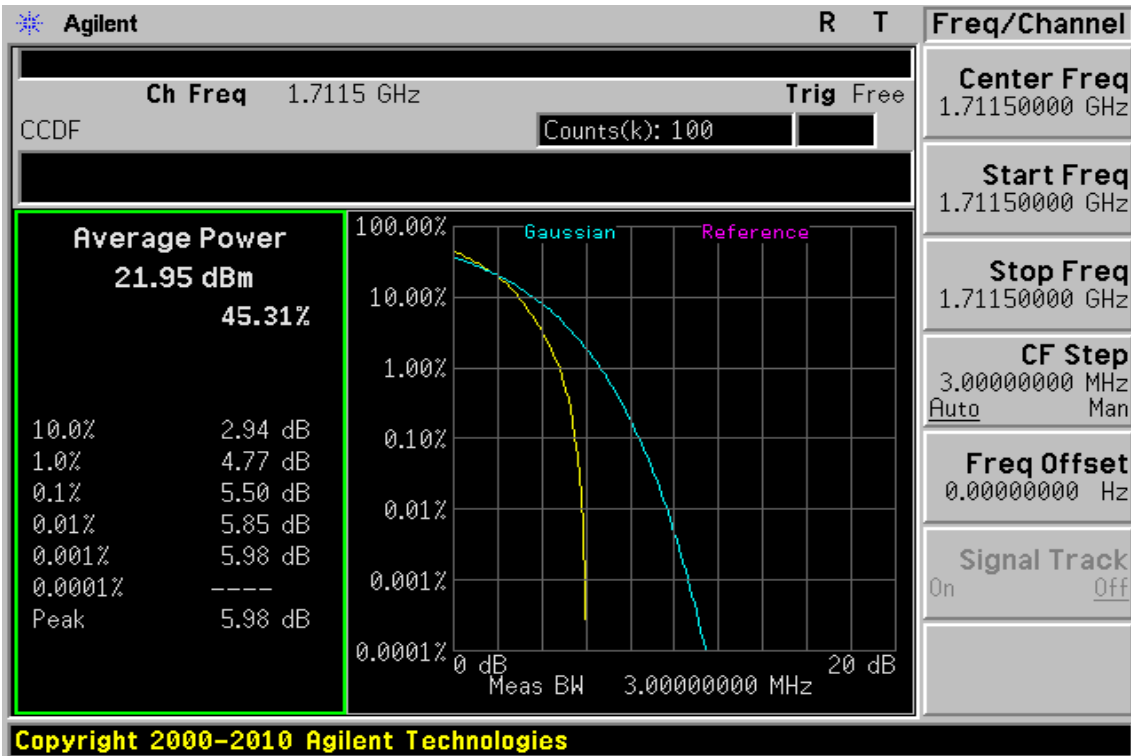 Agilent R T
Ch Freq 1.7115 GHz Trig Free
CCDF Counts(k): 100
Average Power
21.95 dBm
45.31%
10.0% 2.94 dB
1.0% 4.77 dB
0.1% 5.50 dB
0.01% 5.85 dB
0.001% 5.98 dB
0.0001% ----
Peak 5.98 dB
Gaussian Reference
100.00%
10.00%
1.00%
0.10%
0.01%
0.001%
0.0001%
0 dB 20 dB
Meas BW 3.000000000 MHz
Freq/Channel
Center Freq
1.71150000 GHz
Start Freq
1.71150000 GHz
Stop Freq
1.71150000 GHz
CF Step
3.00000000 MHz
Auto Man
Freq Offset
0.00000000 Hz
Signal Track
On Off
Copyright 2000-2010 Agilent Technologies